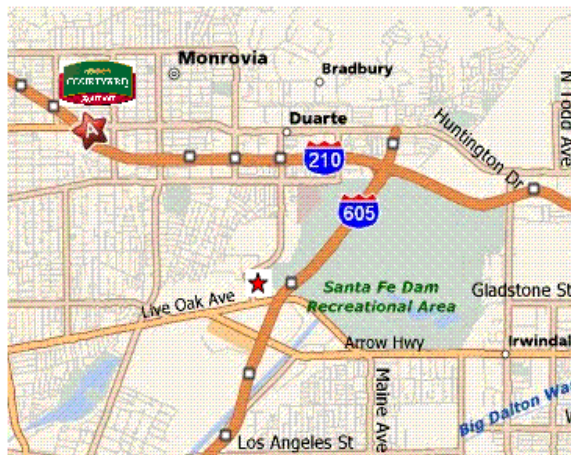 Monrovia
Bradbury
COURTYARD
Marriott
A
Duarte
Huntington Dr
N Todd Ave
210
605
Santa Fe Dam
Recreational Area
Gladstone St
Live Oak Ave
Arrow Hwy
Irwindal
Maine Ave
Big Dalton Wa
Los Angeles St